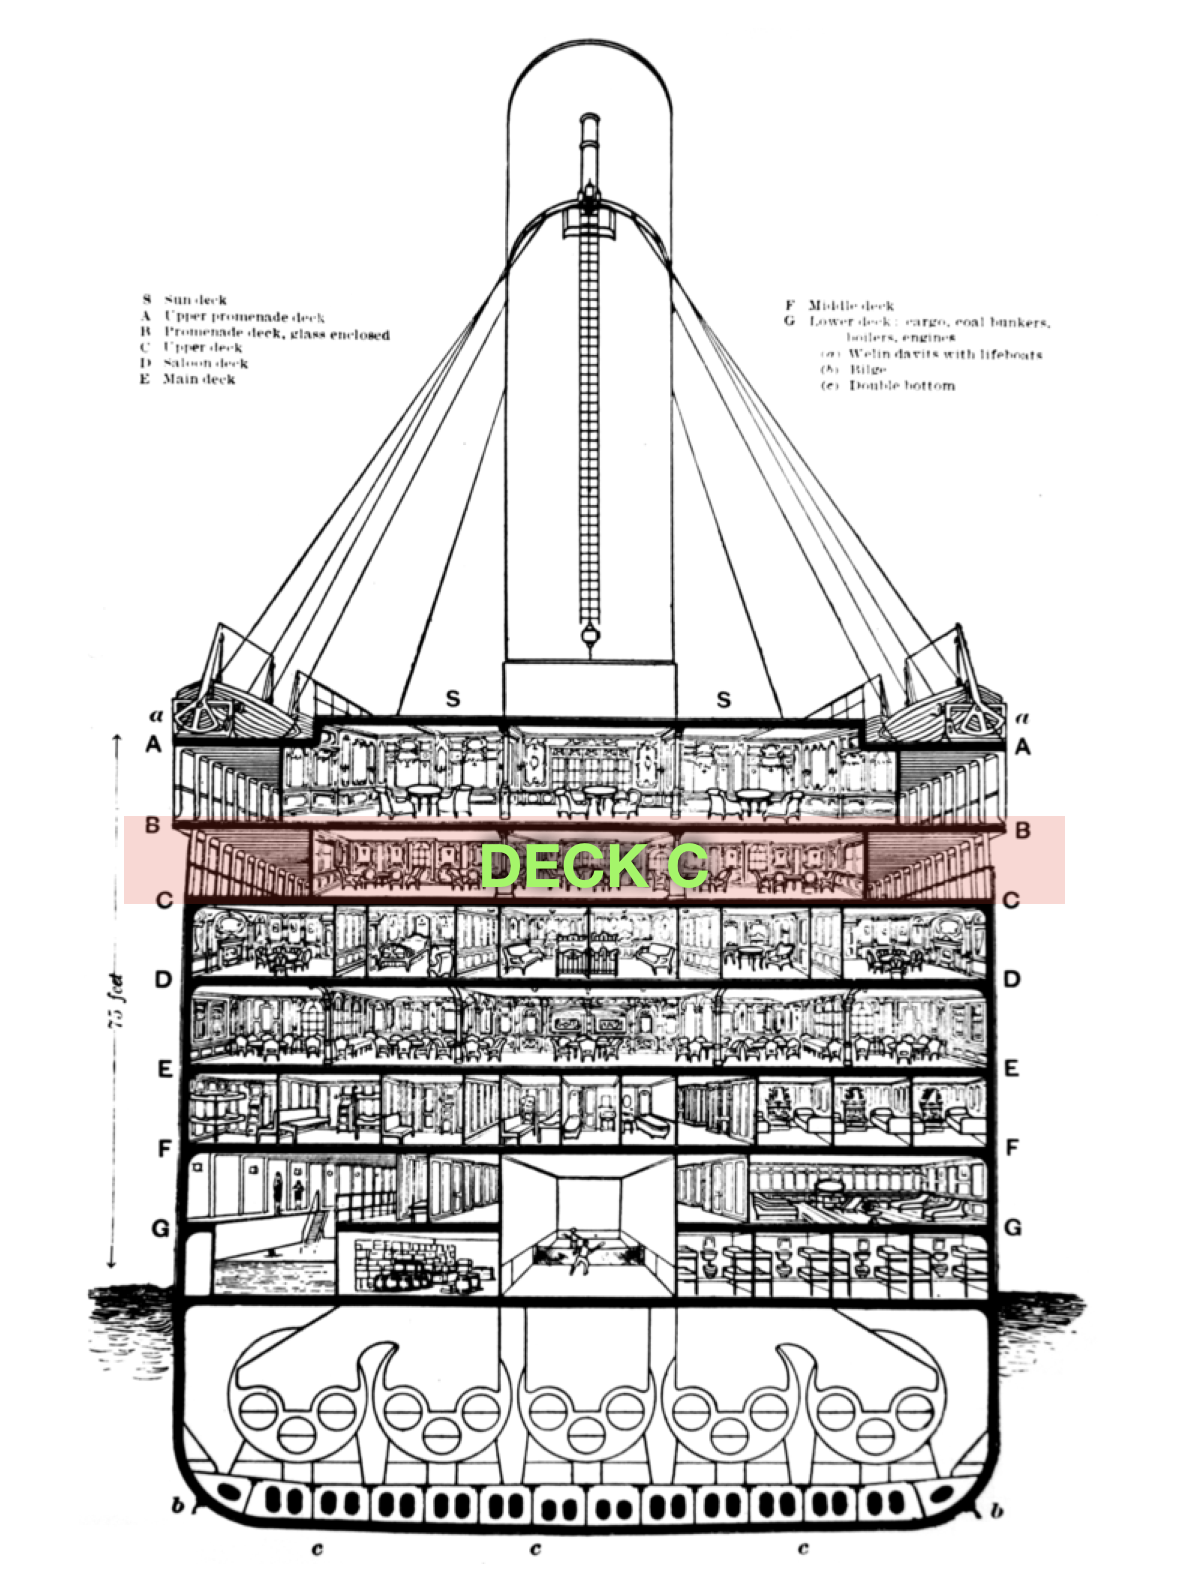 S Sun deck
A Upper promenade deck
B Promenade deck, glass enclosed
C Upper deck
D Saloon deck
E Main deck
F Middle deck
G Lower deck: cargo, coal bunkers,
boilers, engines
(a) Welin davits with lifeboats
(b) Bilge
(c) Double bottom
S S
a a
A A
B B
DECK C
C C
D D
75 feet
E E
F F
G G
b b
c c c